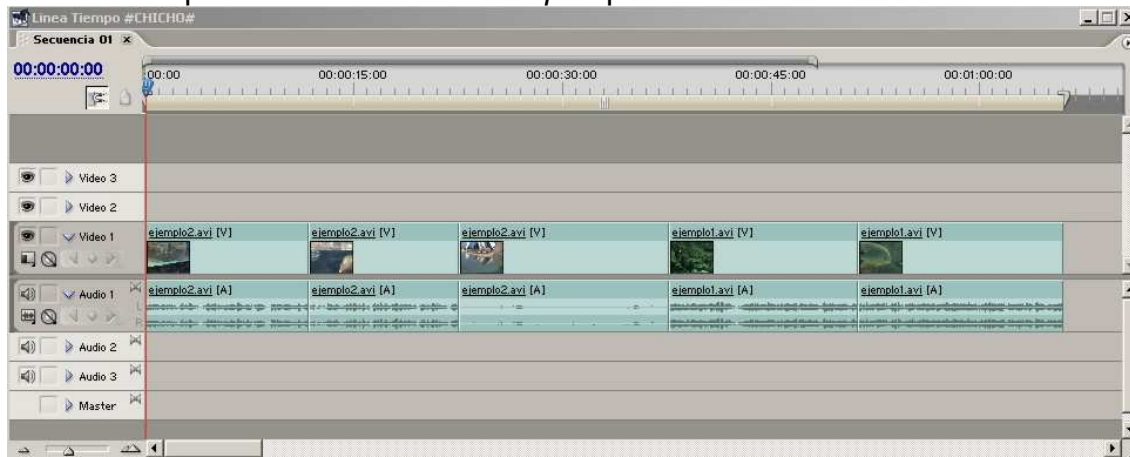 Linea Tiempo #CHICHO#
Secuencia 01
00:00:00:00
:00:00 00:00:15:00 00:00:30:00 00:00:45:00 00:01:00:00
Video 3
Video 2
Video 1 ejemplo2.avi [V] ejemplo2.avi [V] ejemplo2.avi [V] ejemplo1.avi [V] ejemplo1.avi [V]
Audio 1 ejemplo2.avi [A] ejemplo2.avi [A] ejemplo2.avi [A] ejemplo1.avi [A] ejemplo1.avi [A]
L
R
Audio 2
Audio 3
Master